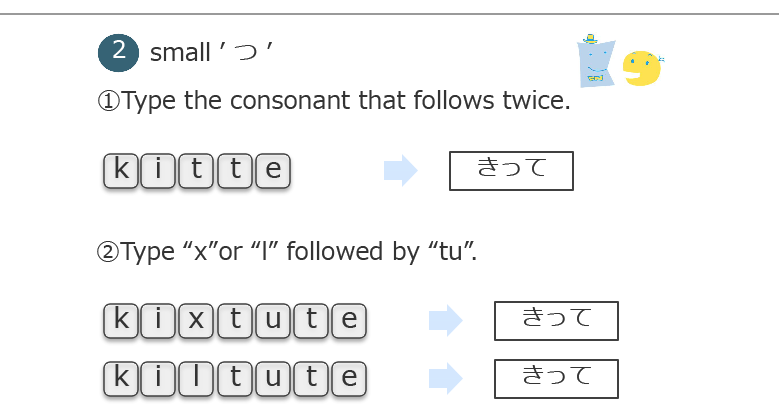 2 small ’ つ ’
①Type the consonant that follows twice.
k i t t e きって
②Type “x”or “l” followed by “tu”.
k i x t u t e きって
k i l t u t e きって